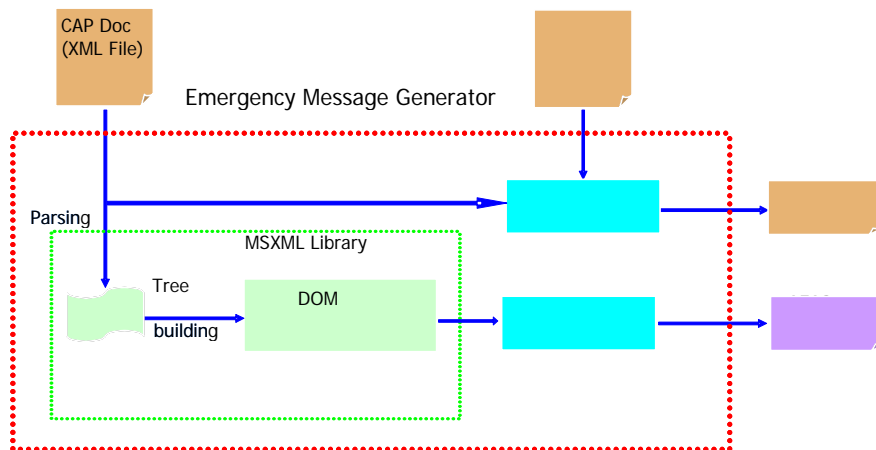 CAP Doc
(XML File)
Emergency Message Generator
Parsing
MSXML Library
Tree
building
DOM